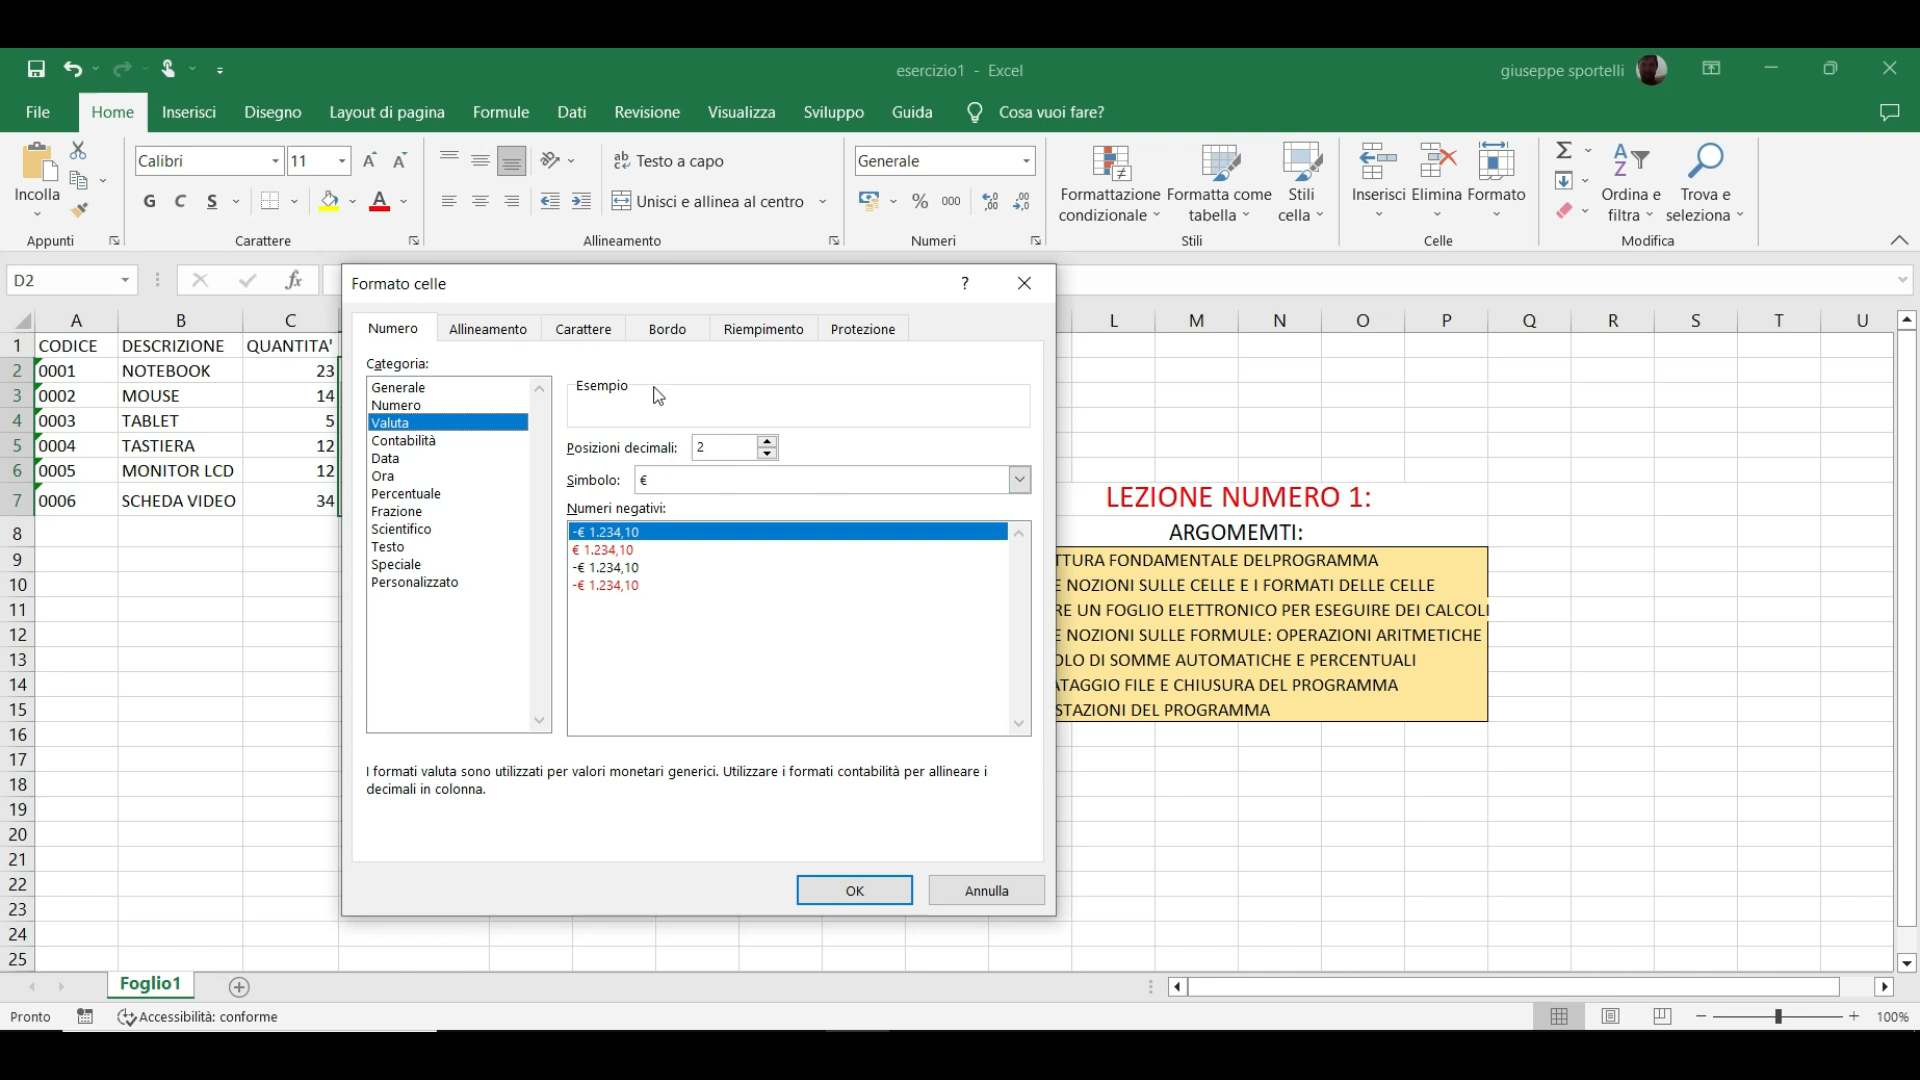 esercizio1 - Excel
giuseppe sportelli
File Home Inserisci Disegno Layout di pagina Formule Dati Revisione Visualizza Sviluppo Guida Cosa vuoi fare?
Incolla
Appunti
Calibri 11
G C S
A A
Carattere
ab Testo a capo
Unisci e allinea al centro
Allineamento
Generale
% 000
Numeri
Formattazione condizionale
Formatta come tabella
Stili cella
Stili
Inserisci Elimina Formato
Celle
Ordina e filtra
Trova e seleziona
Modifica
D2 fx
A B C L M N O P Q R S T U
1 CODICE DESCRIZIONE QUANTITA'
2 0001 NOTEBOOK 23
3 0002 MOUSE 14
4 0003 TABLET 5
5 0004 TASTIERA 12
6 0005 MONITOR LCD 12
7 0006 SCHEDA VIDEO 34
8
9
10
11
12
13
14
15
16
17
18
19
20
21
22
23
24
25
Formato celle ?
Numero Allineamento Carattere Bordo Riempimento Protezione
Categoria:
Generale
Numero
Valuta
Contabilità
Data
Ora
Percentuale
Frazione
Scientifico
Testo
Speciale
Personalizzato
Esempio
Posizioni decimali: 2
Simbolo: €
Numeri negativi:
-€ 1.234,10
€ 1.234,10
-€ 1.234,10
-€ 1.234,10
I formati valuta sono utilizzati per valori monetari generici. Utilizzare i formati contabilità per allineare i
decimali in colonna.
OK Annulla
LEZIONE NUMERO 1:
ARGOMEMTI:
TTURA FONDAMENTALE DELPROGRAMMA
E NOZIONI SULLE CELLE E I FORMATI DELLE CELLE
RE UN FOGLIO ELETTRONICO PER ESEGUIRE DEI CALCOLI
E NOZIONI SULLE FORMULE: OPERAZIONI ARITMETICHE
OLO DI SOMME AUTOMATICHE E PERCENTUALI
ATAGGIO FILE E CHIUSURA DEL PROGRAMMA
STAZIONI DEL PROGRAMMA
Foglio1
Pronto Accessibilità: conforme
100%